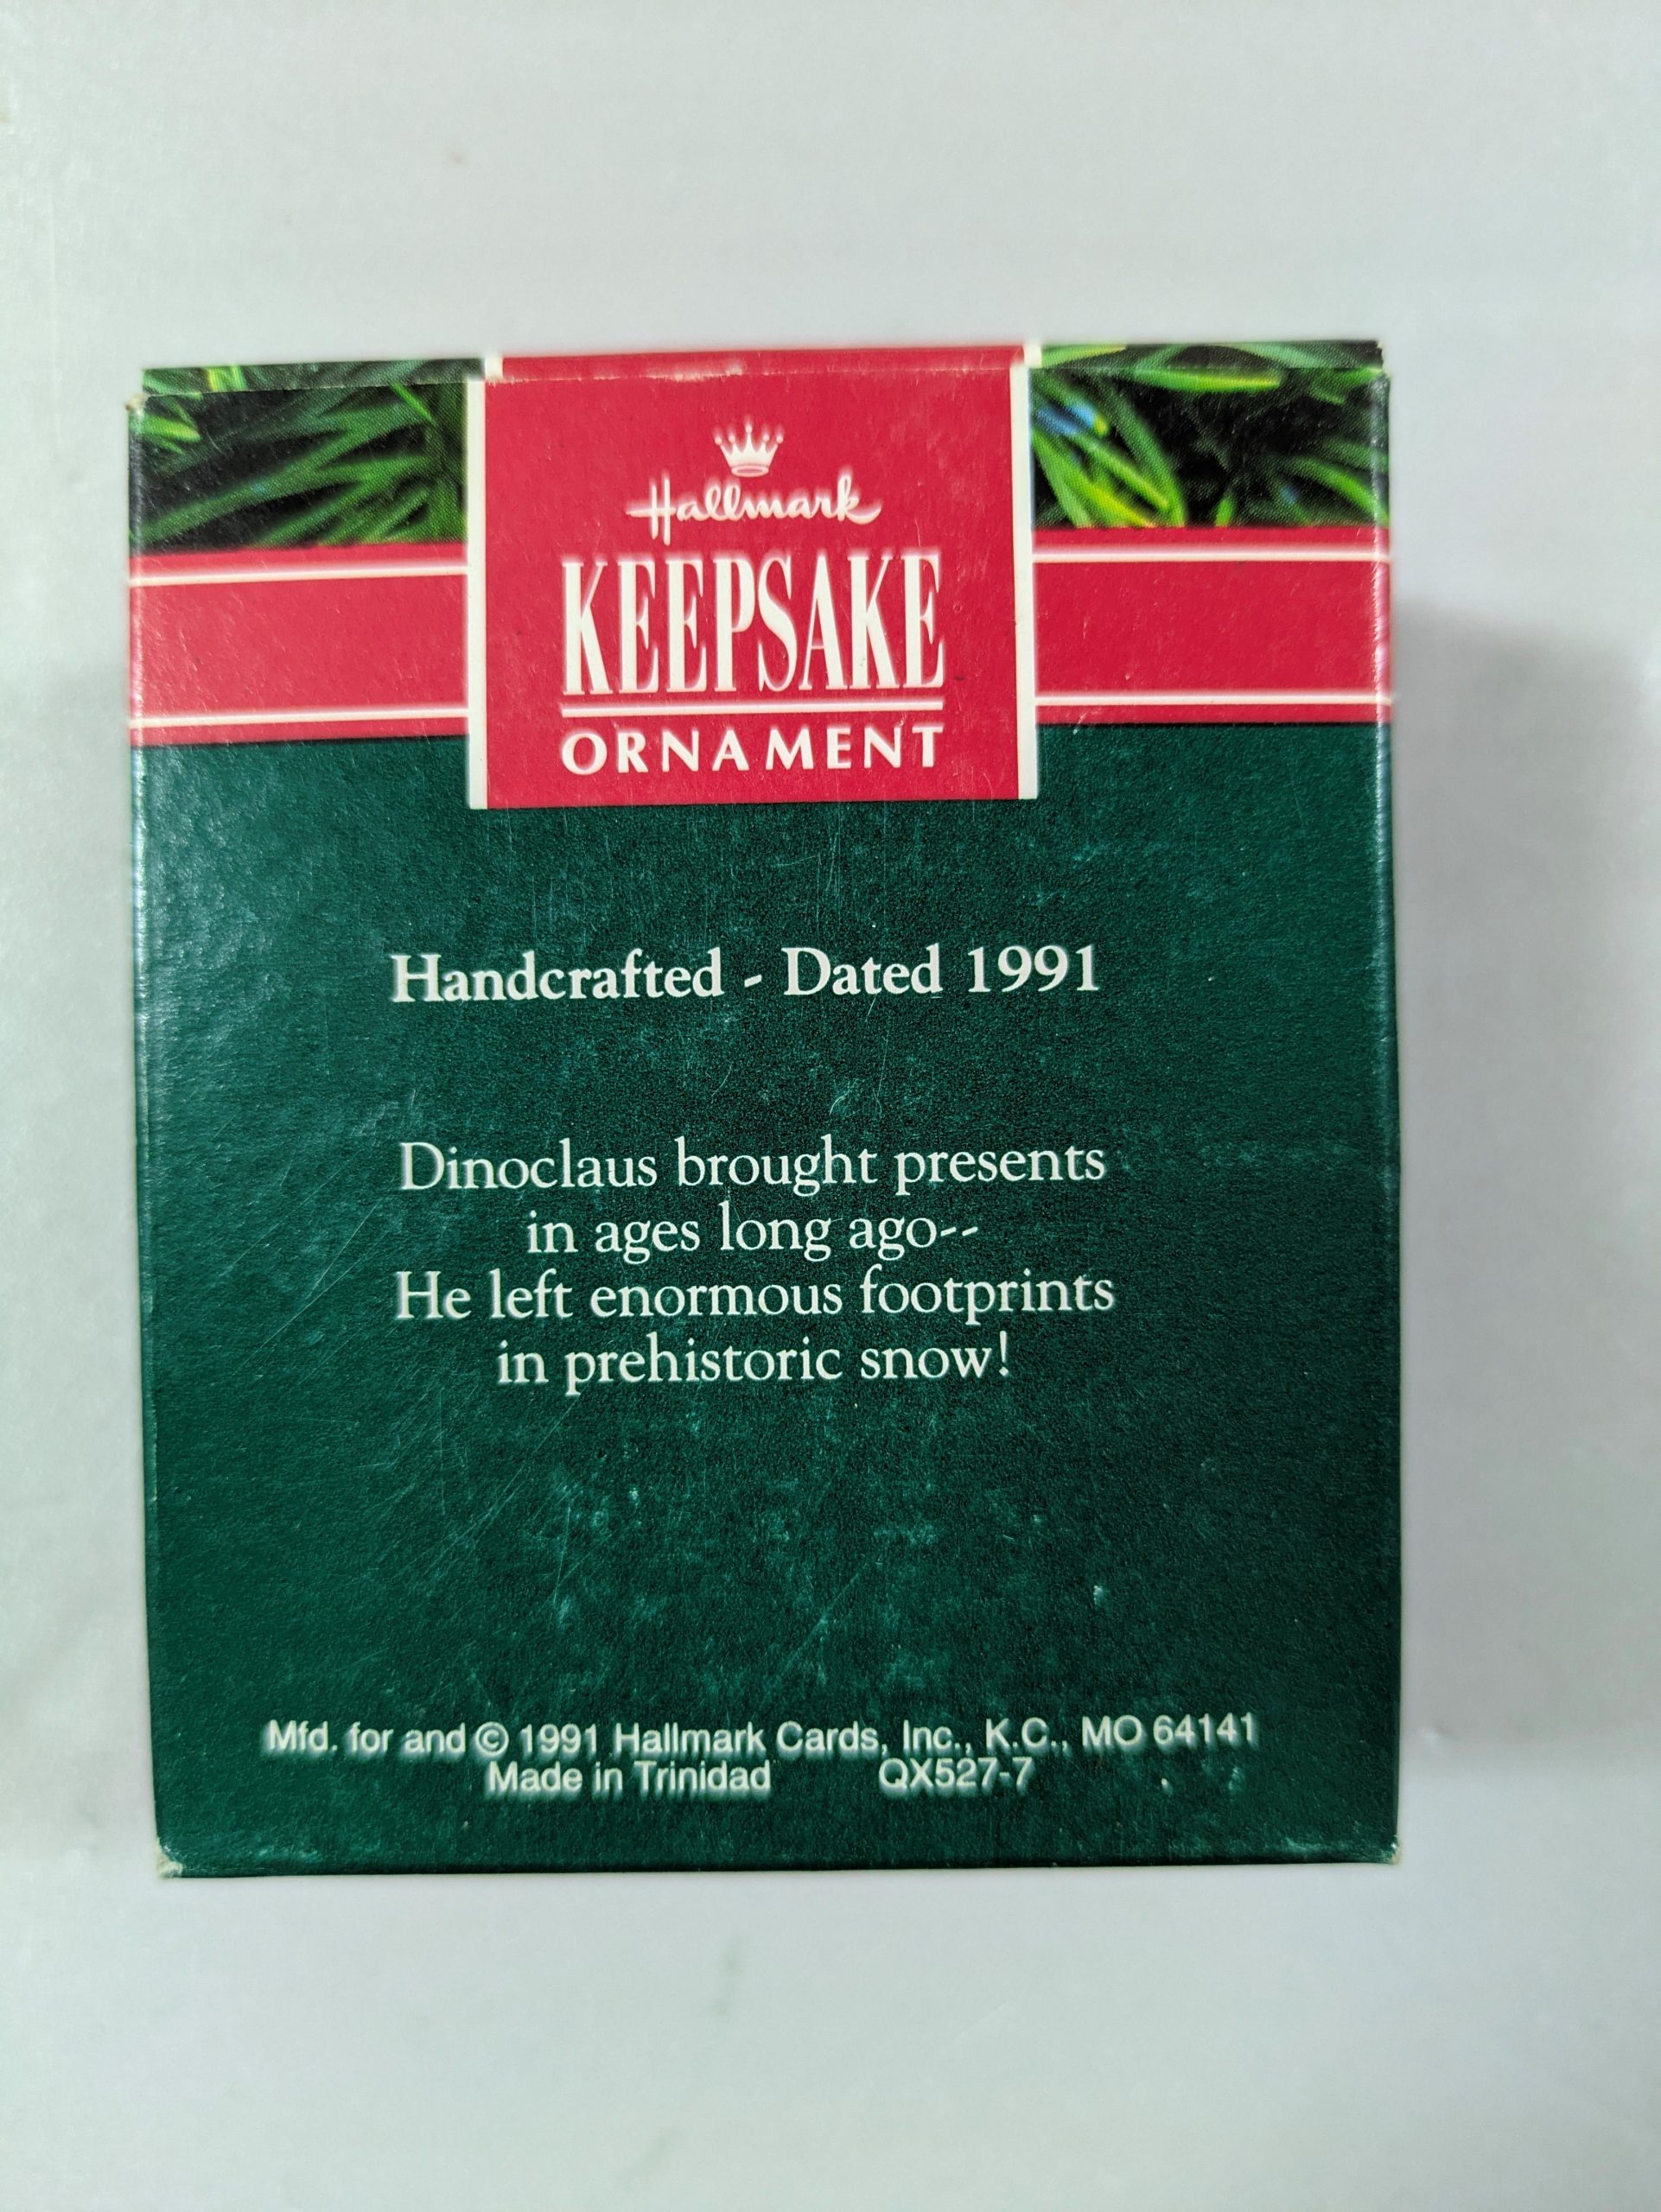 Hallmark
KEEPSAKE
ORNAMENT
Handcrafted - Dated 1991
Dinoclaus brought presents
in ages long ago--
He left enormous footprints
in prehistoric snow!
Mfd. for and © 1991 Hallmark Cards, Inc., K.C., MO 64141
Made in Trinidad QX527-7